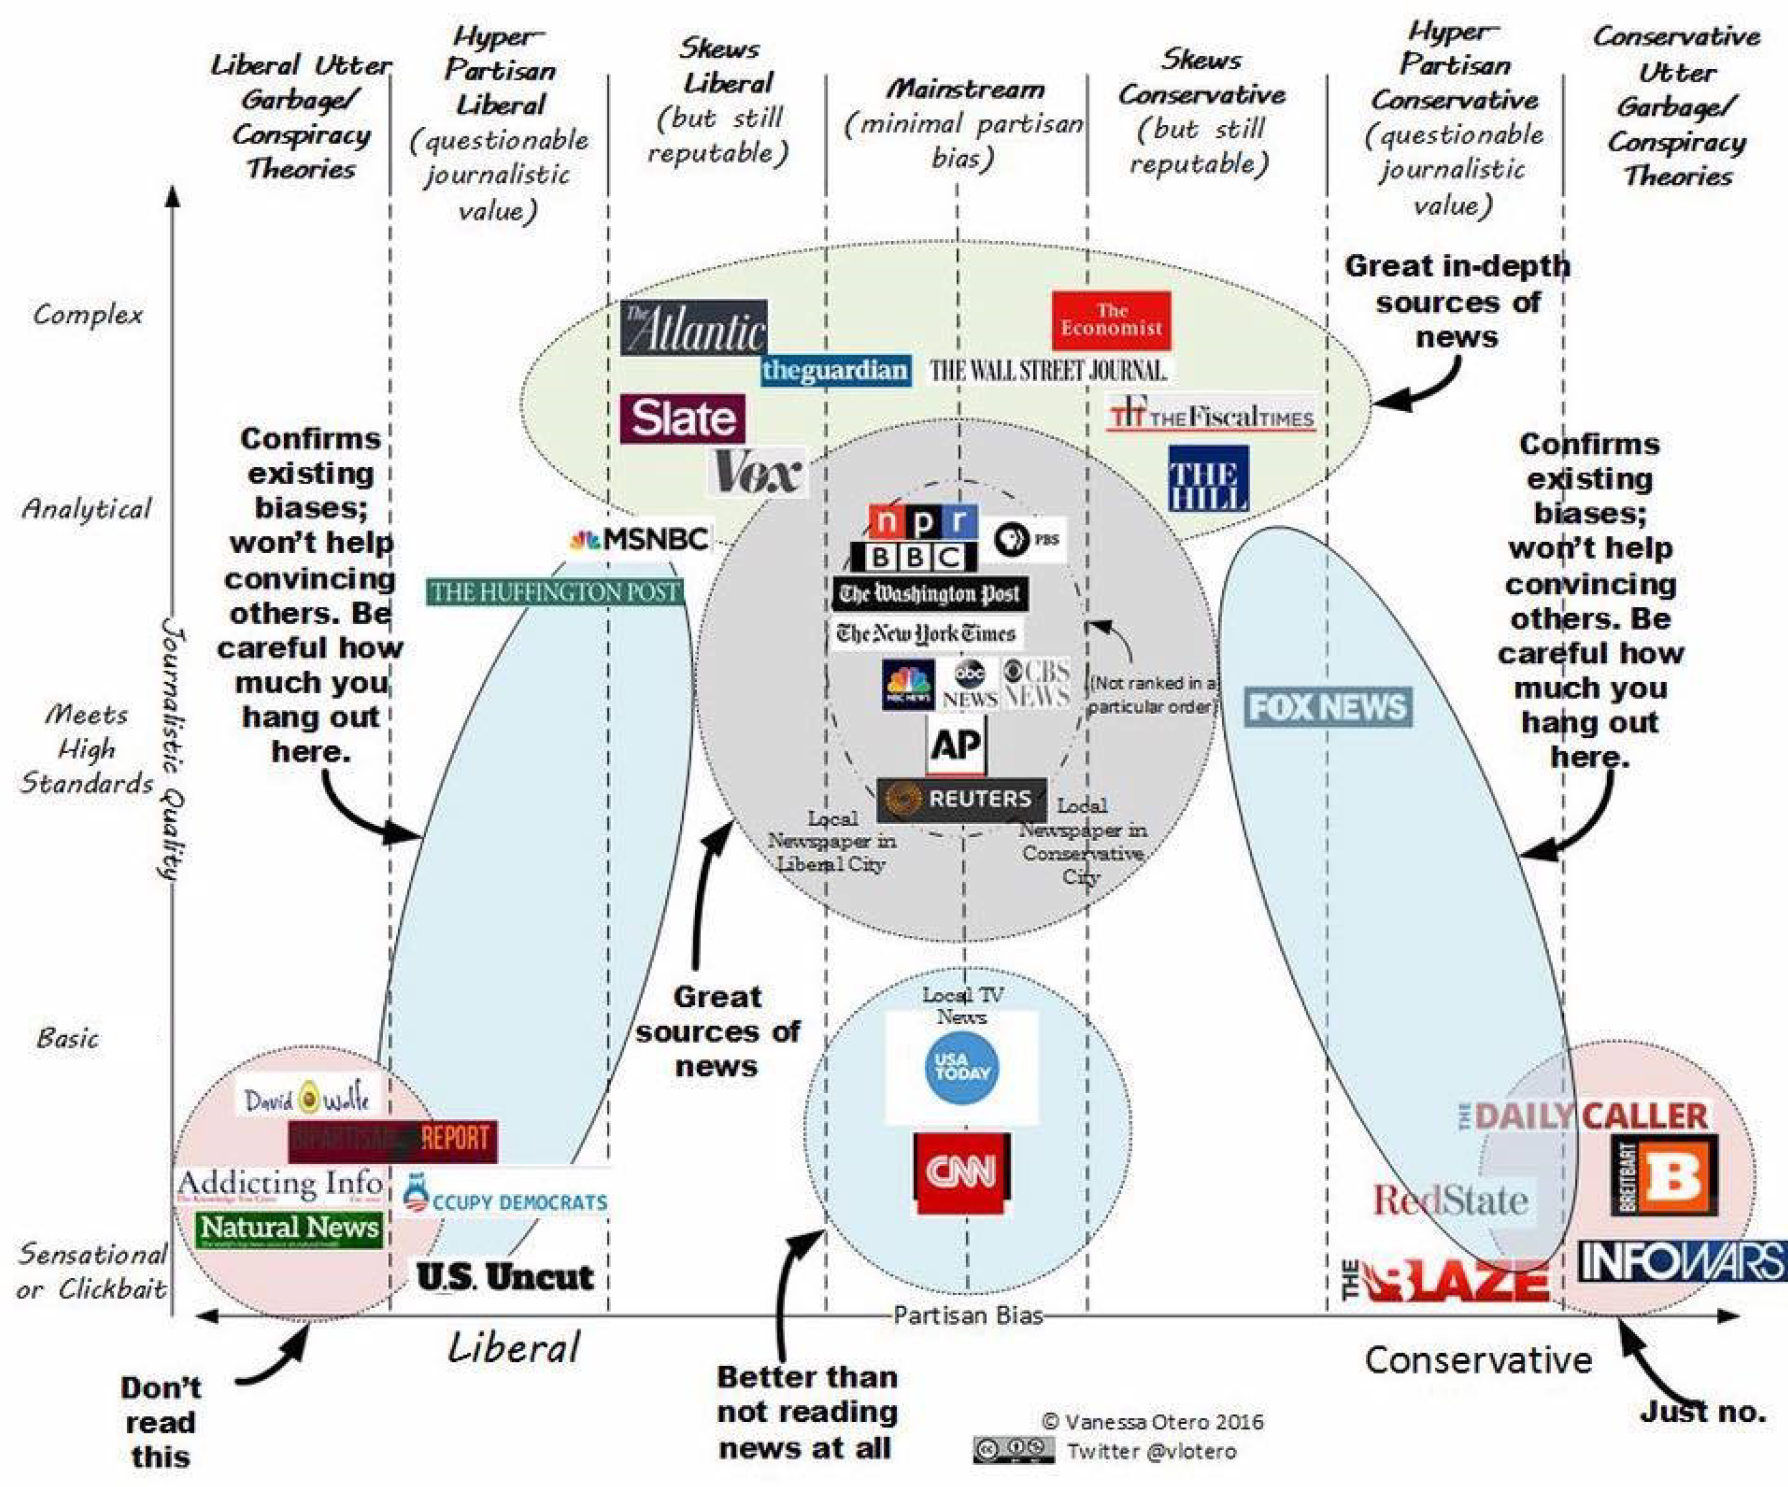 Liberal Utter
Garbage/
Conspiracy
Theories
Hyper-
Partisan
Liberal
(questionable
journalistic
value)
Skews
Liberal
(but still
reputable)
Mainstream
(minimal partisan
bias)
Skews
Conservative
(but still
reputable)
Hyper-
Partisan
Conservative
(questionable
journalistic
value)
Conservative
Utter
Garbage/
Conspiracy
Theories
Journalistic Quality
Complex
Analytical
Meets
High
Standards
Basic
Sensational
or Clickbait
Great in-depth
sources of
news
The
Atlantic
theguardian
The
Economist
THE WALL STREET JOURNAL.
Slate
Vox
TFT THE FISCAL TIMES
THE
HILL
Confirms
existing
biases;
won't help
convincing
others. Be
careful how
much you
hang out
here.
MSNBC
THE HUFFINGTON POST
npr
BBC
PBS
The Washington Post
The New York Times
NBC NEWS
abc
NEWS
CBS
NEWS
AP
REUTERS
(Not ranked in a
particular order)
Local
Newspaper in
Liberal City
Local
Newspaper in
Conservative
City
FOX NEWS
Confirms
existing
biases;
won't help
convincing
others. Be
careful how
much you
hang out
here.
Great
sources of
news
Local TV
News
USA
TODAY
CNN
David Wolfe
BIPARTISAN REPORT
Addicting Info
The Knowledge You Crave
Natural News
OCCUPY DEMOCRATS
U.S. Uncut
THE DAILY CALLER
BREITBART
B
RedState
INFOWARS
THE BLAZE
Partisan Bias
Liberal
Conservative
Don't
read
this
Better than
not reading
news at all
Just no.
© Vanessa Otero 2016
cc
Twitter @vlotero